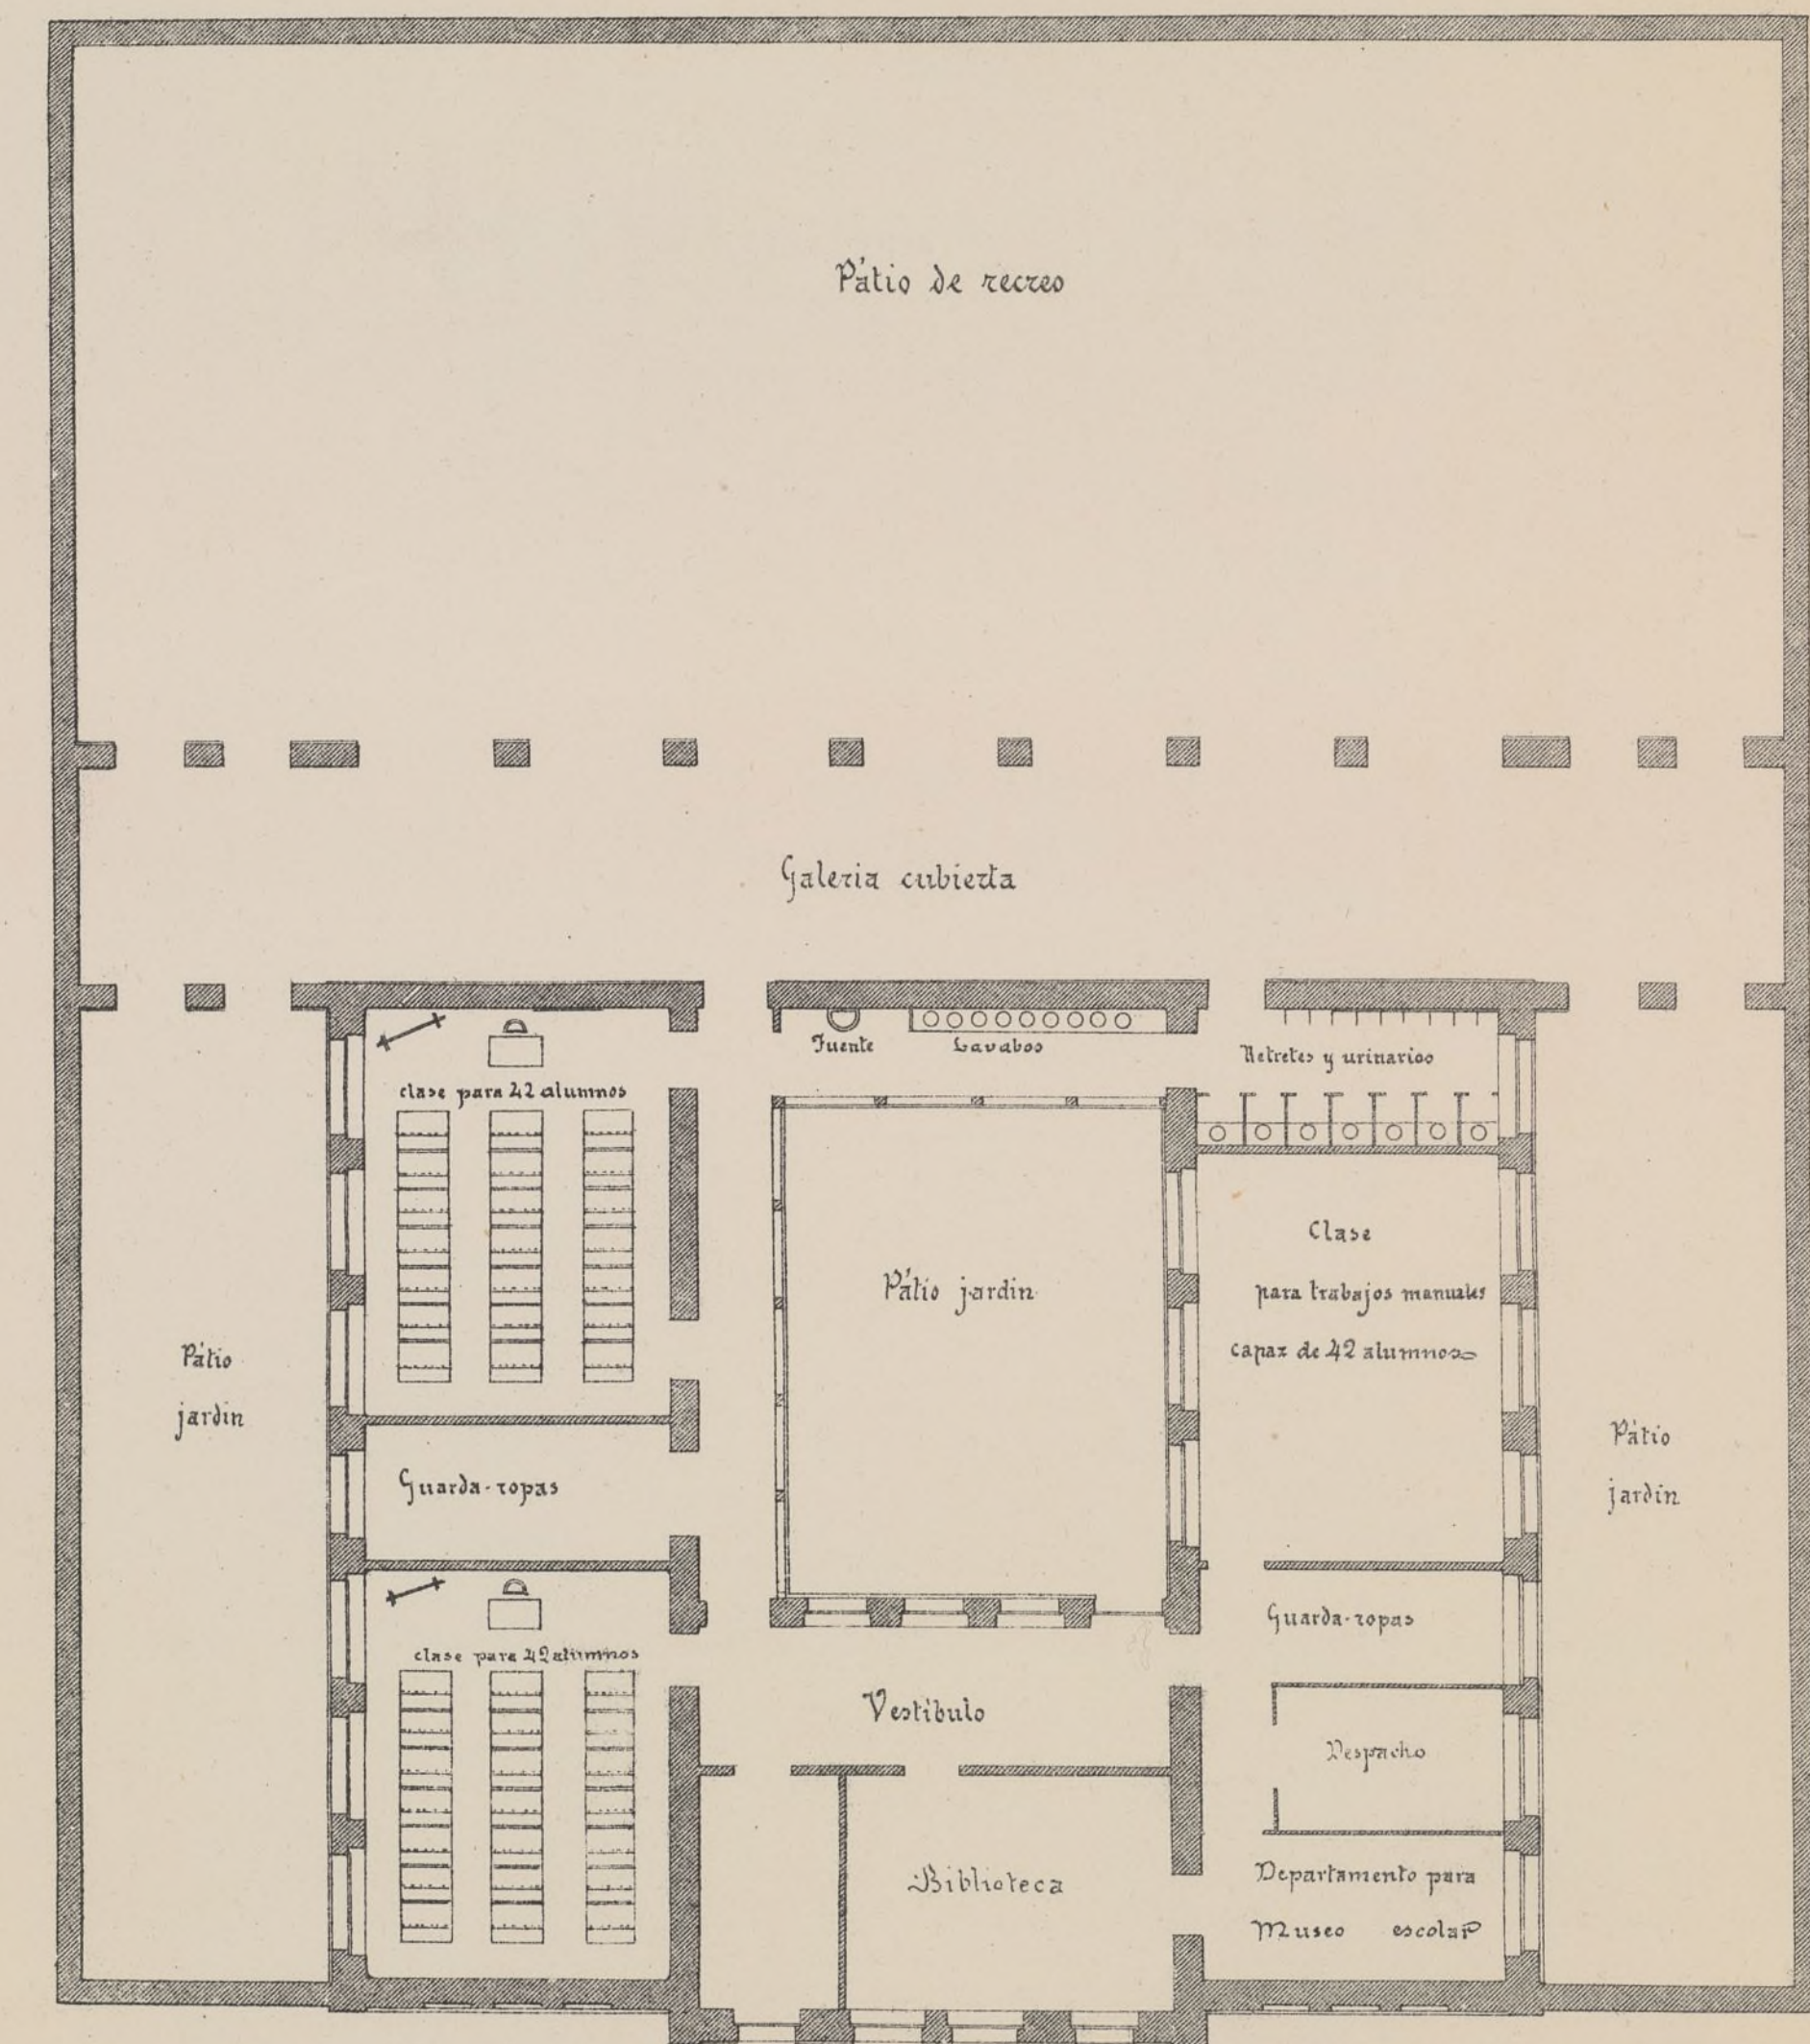 Pátio de recreo
Galeria cubierta
Fuente
Lavabos
Retretes y urinarios
clase para 42 alumnos
Clase
para trabajos manuales
capaz de 42 alumnos
Pátio jardin
Pátio
jardin
Pátio
jardin
Guarda-ropas
clase para 42 alumnos
Guarda-ropas
Vestíbulo
Despacho
Biblioteca
Departamento para
Museo escolar